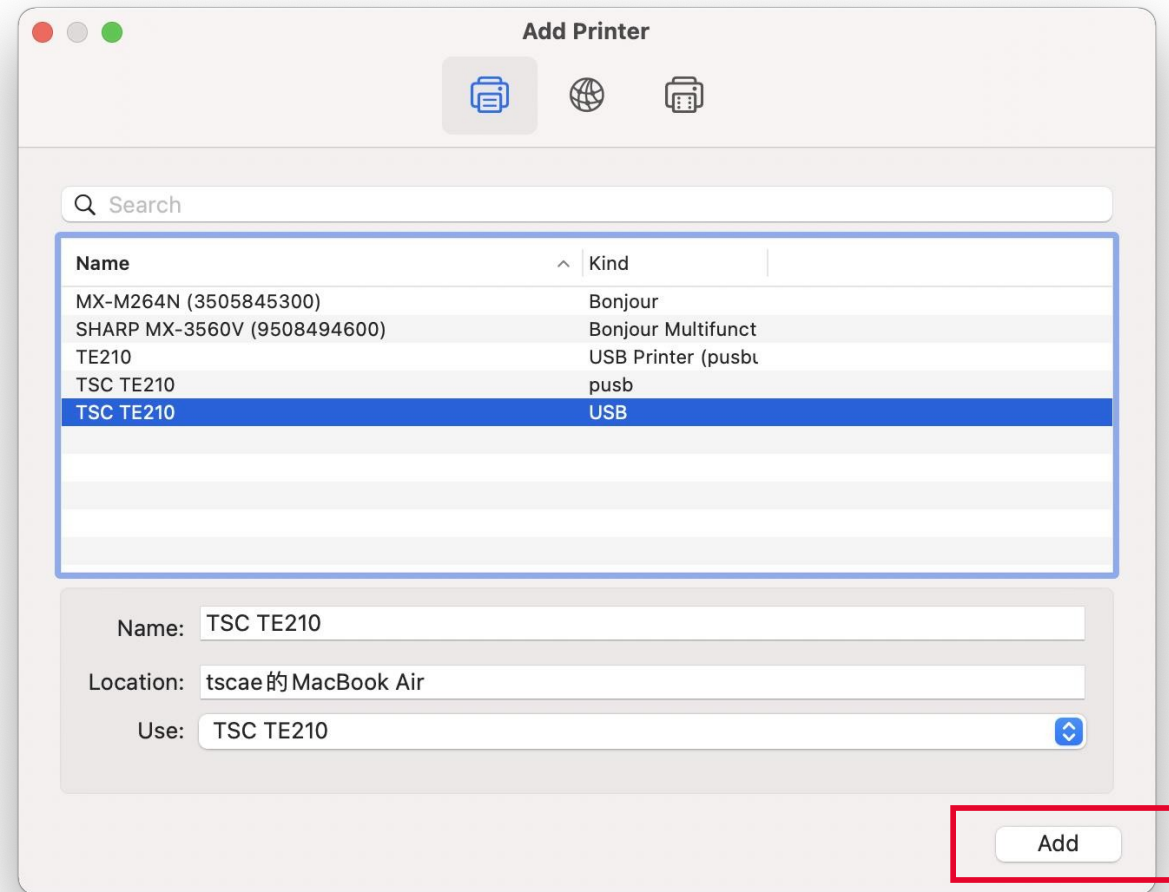 Add Printer
Search
Name Kind
MX-M264N (3505845300) Bonjour
SHARP MX-3560V (9508494600) Bonjour Multifunct
TE210 USB Printer (pusbu
TSC TE210 pusb
TSC TE210 USB
Name: TSC TE210
Location: tscae的MacBook Air
Use: TSC TE210
Add